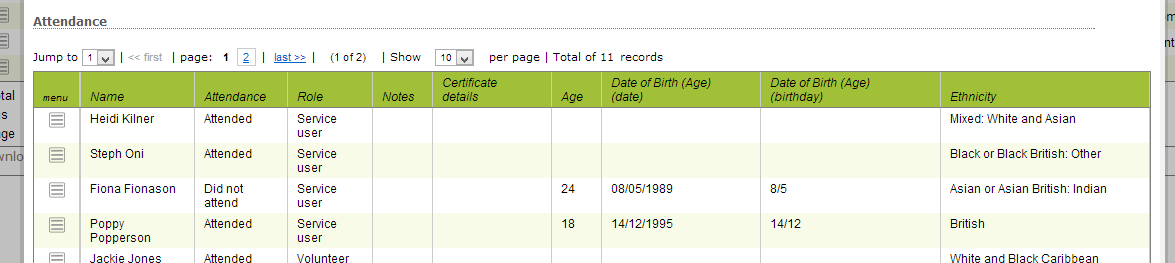 Attendance
Jump to 1 | << first | page: 1 2 | last >> | (1 of 2) | Show 10 per page | Total of 11 records
menu Name Attendance Role Notes Certificate details Age Date of Birth (Age) (date) Date of Birth (Age) (birthday) Ethnicity
Heidi Kilner Attended Service user Mixed: White and Asian
Steph Oni Attended Service user Black or Black British: Other
Fiona Fionason Did not attend Service user 24 08/05/1989 8/5 Asian or Asian British: Indian
Poppy Popperson Attended Service user 18 14/12/1995 14/12 British
Jackie Jones Attended Volunteer White and Black Caribbean